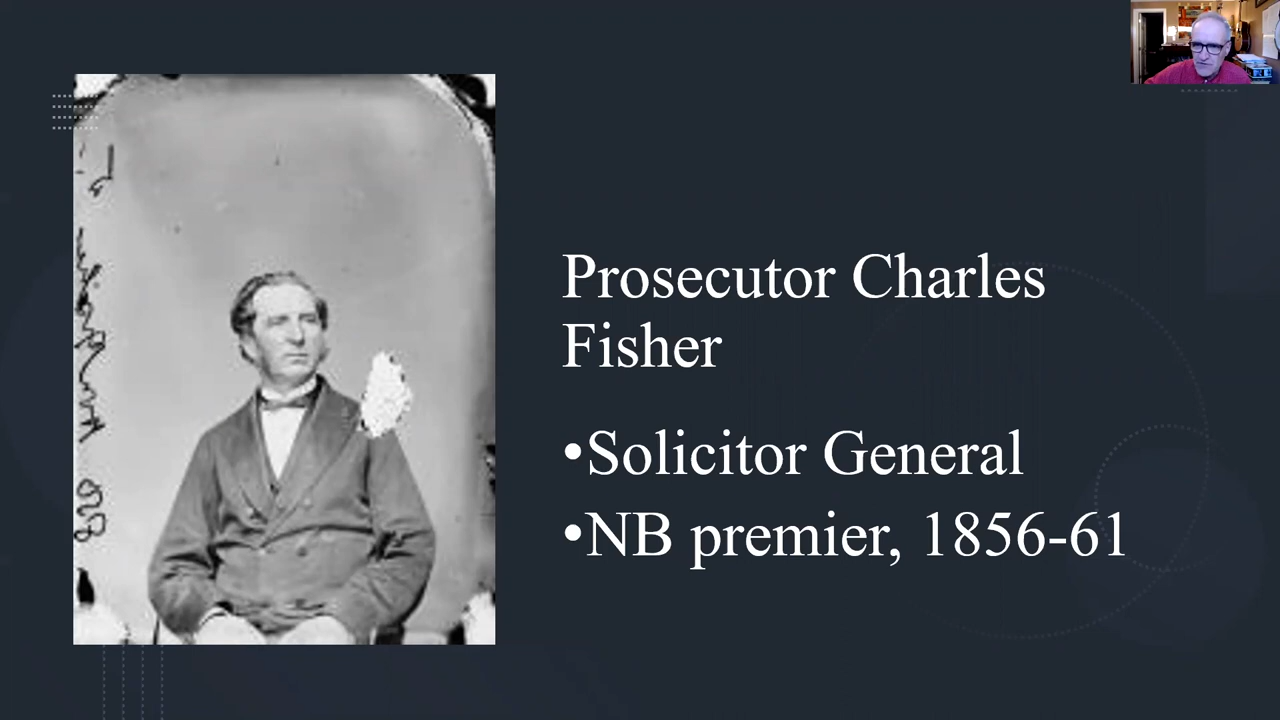 Prosecutor Charles
Fisher
•Solicitor General
•NB premier, 1856-61